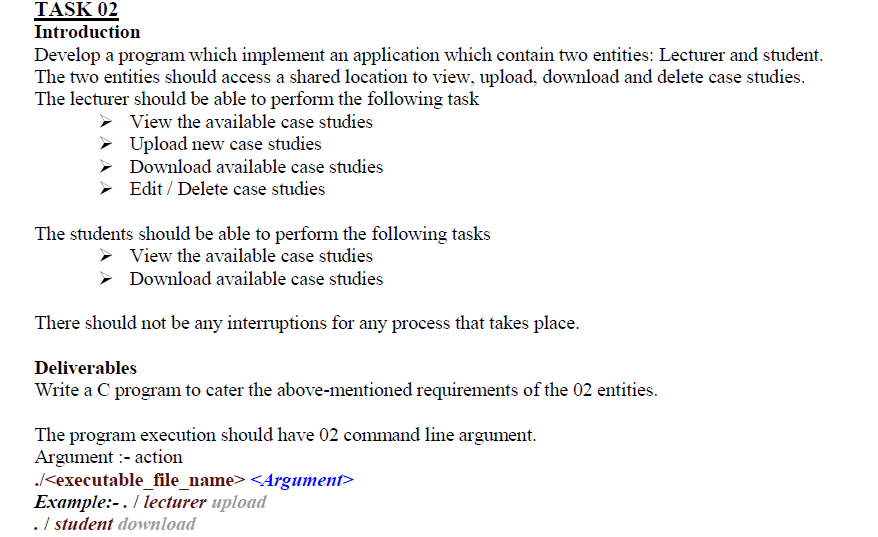 TASK 02
Introduction
Develop a program which implement an application which contain two entities: Lecturer and student.
The two entities should access a shared location to view, upload, download and delete case studies.
The lecturer should be able to perform the following task
➢ View the available case studies
➢ Upload new case studies
➢ Download available case studies
➢ Edit / Delete case studies
The students should be able to perform the following tasks
➢ View the available case studies
➢ Download available case studies
There should not be any interruptions for any process that takes place.
Deliverables
Write a C program to cater the above-mentioned requirements of the 02 entities.
The program execution should have 02 command line argument.
Argument :- action
./<executable_file_name> <Argument>
Example:- . / lecturer upload
. / student download